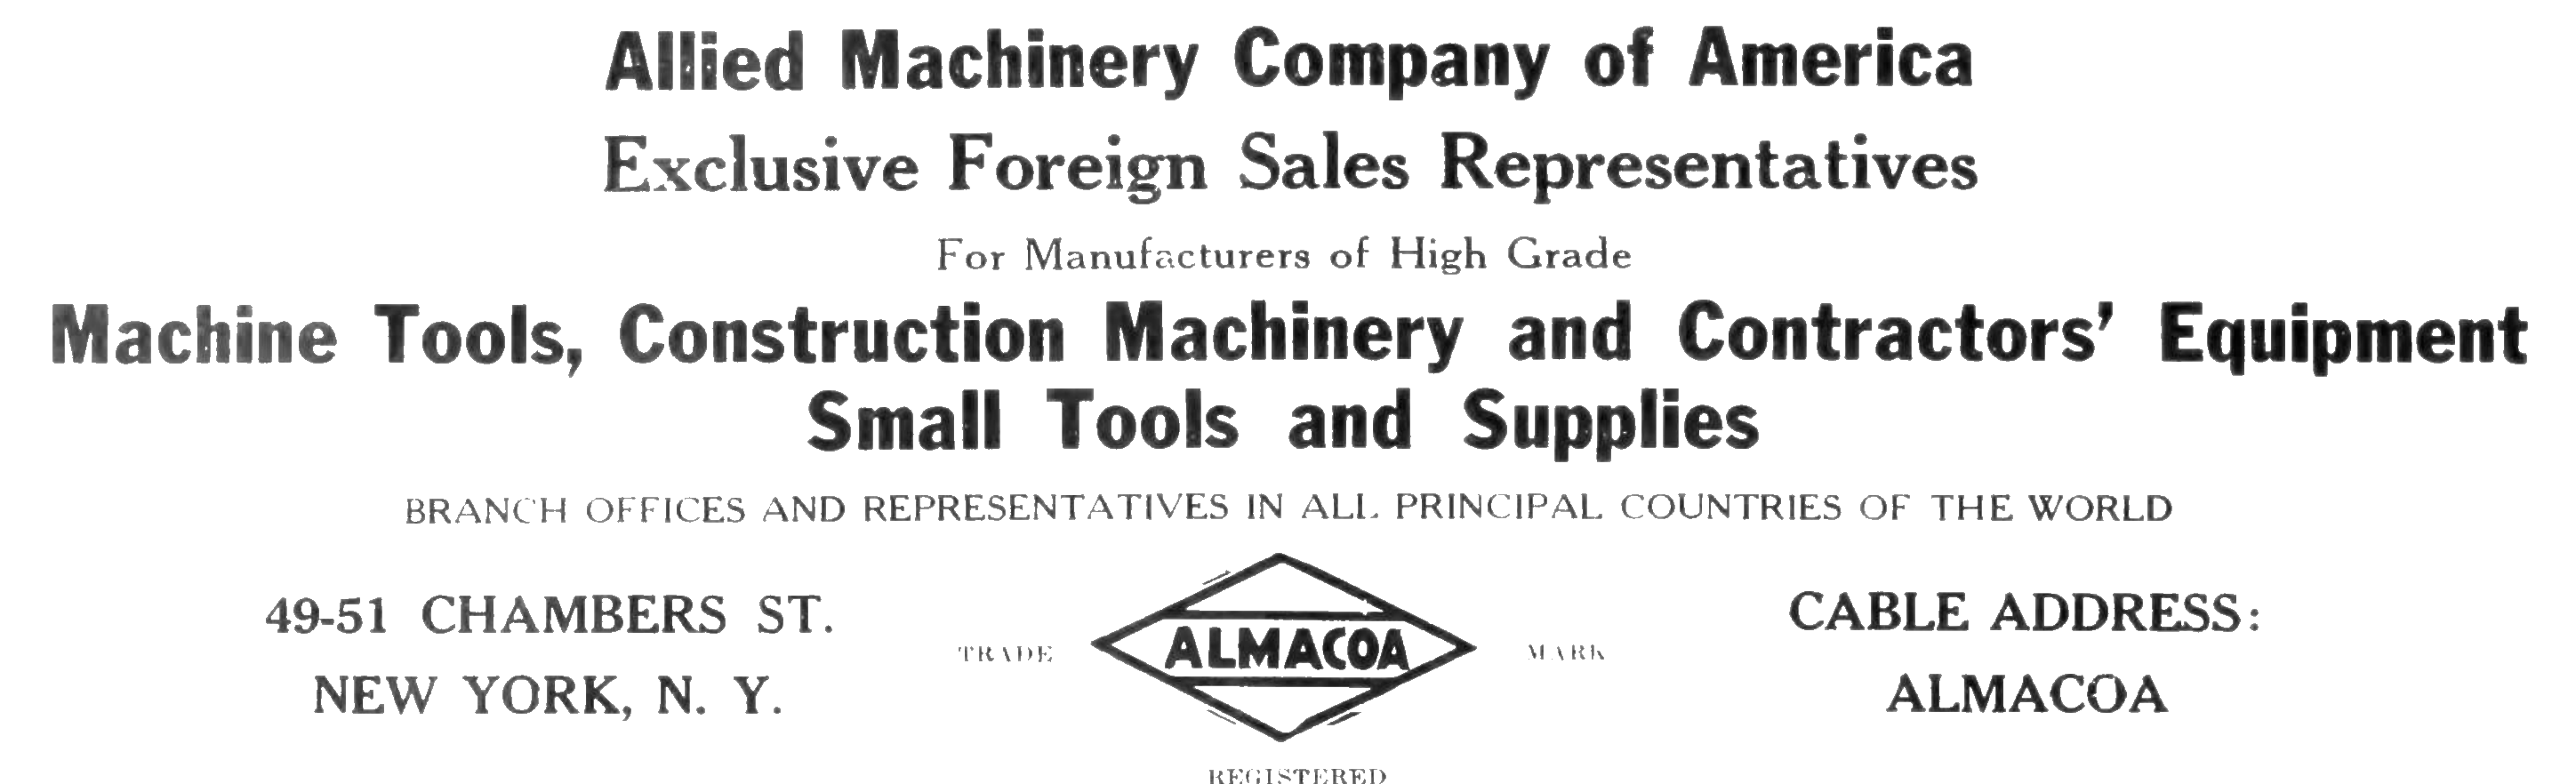 Allied Machinery Company of America
Exclusive Foreign Sales Representatives
For Manufacturers of High Grade
Machine Tools, Construction Machinery and Contractors' Equipment
Small Tools and Supplies
BRANCH OFFICES AND REPRESENTATIVES IN ALL PRINCIPAL COUNTRIES OF THE WORLD
49-51 CHAMBERS ST.
NEW YORK, N. Y.
TRADE ALMACOA MARK
REGISTERED
CABLE ADDRESS:
ALMACOA